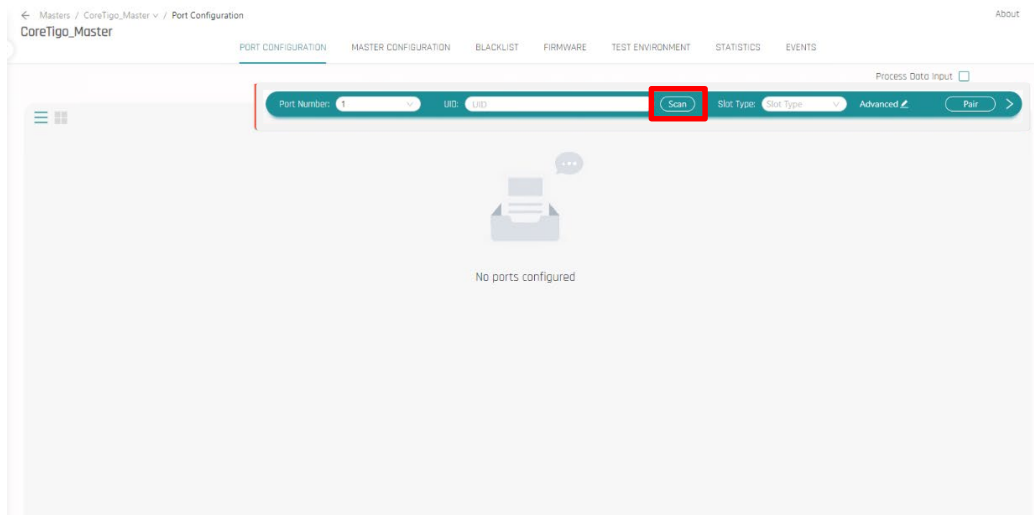 ← Masters / CoreTigo_Master / Port Configuration
About
CoreTigo_Master
PORT CONFIGURATION MASTER CONFIGURATION BLACKLIST FIRMWARE TEST ENVIRONMENT STATISTICS EVENTS
Process Data Input
Port Number: 1 UID: UID Scan Slot Type: Slot Type Advanced Pair >
No ports configured